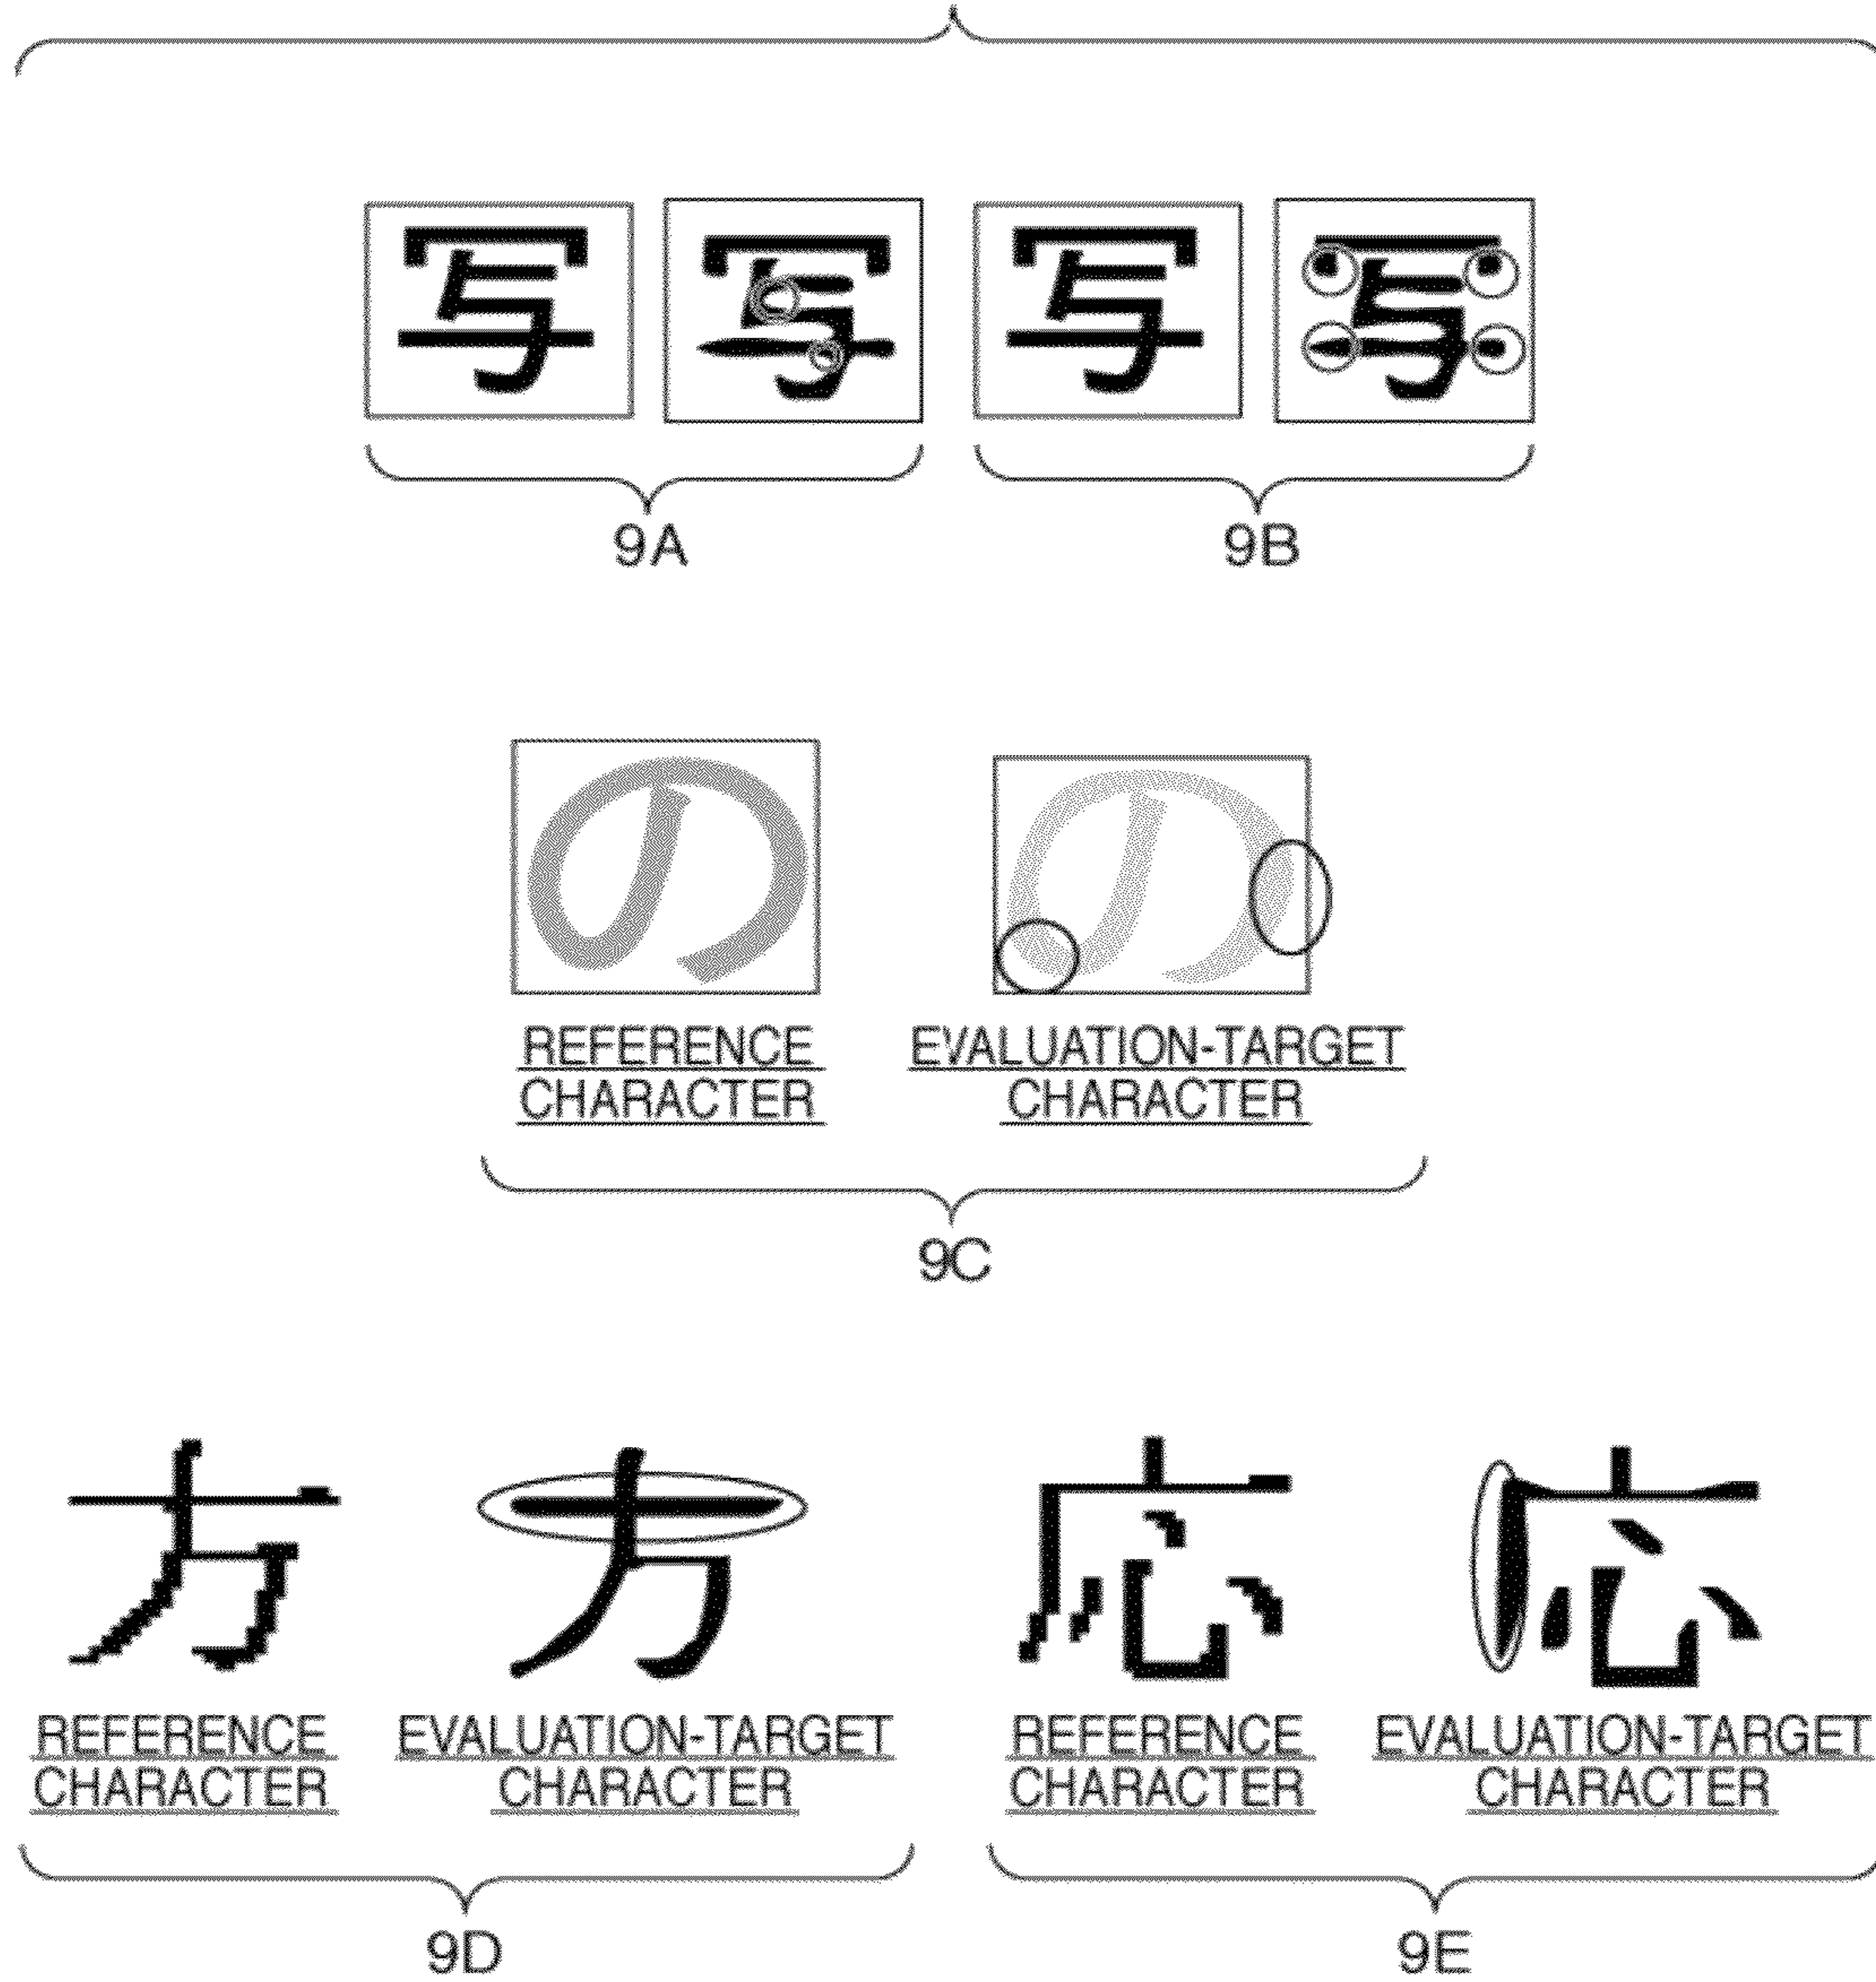 写 写 写 写
9A 9B
の の
REFERENCE EVALUATION-TARGET
CHARACTER CHARACTER
9C
方 方 応 応
REFERENCE EVALUATION-TARGET REFERENCE EVALUATION-TARGET
CHARACTER CHARACTER CHARACTER CHARACTER
9D 9E